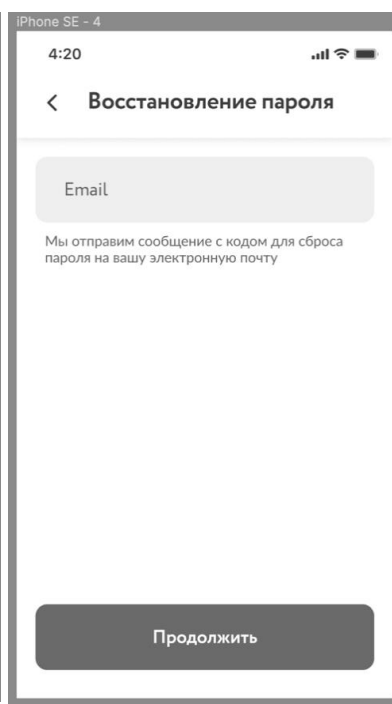 iPhone SE - 4
4:20
Восстановление пароля
Email
Мы отправим сообщение с кодом для сброса
пароля на вашу электронную почту
Продолжить